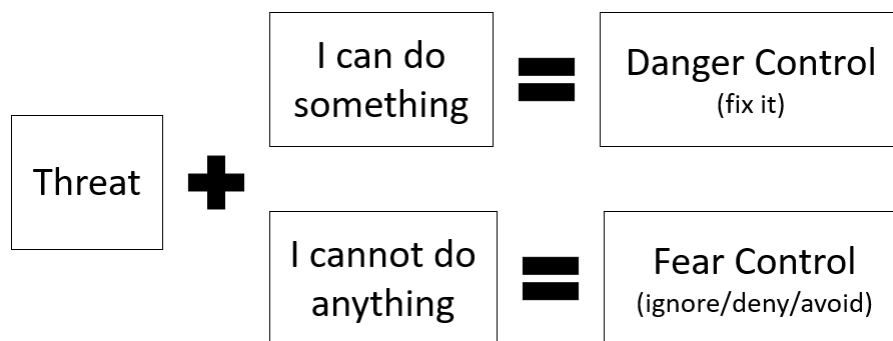 Threat
I can do
something
Danger Control
(fix it)
I cannot do
anything
Fear Control
(ignore/deny/avoid)